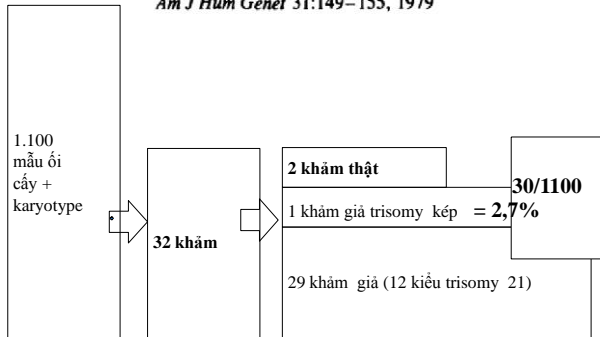 Am J Hum Genet 31:149–155, 1979
1.100
mẫu ối
cấy +
karyotype
32 khảm
2 khảm thật
1 khảm giả trisomy kép = 2,7%
30/1100
29 khảm giả (12 kiểu trisomy 21)